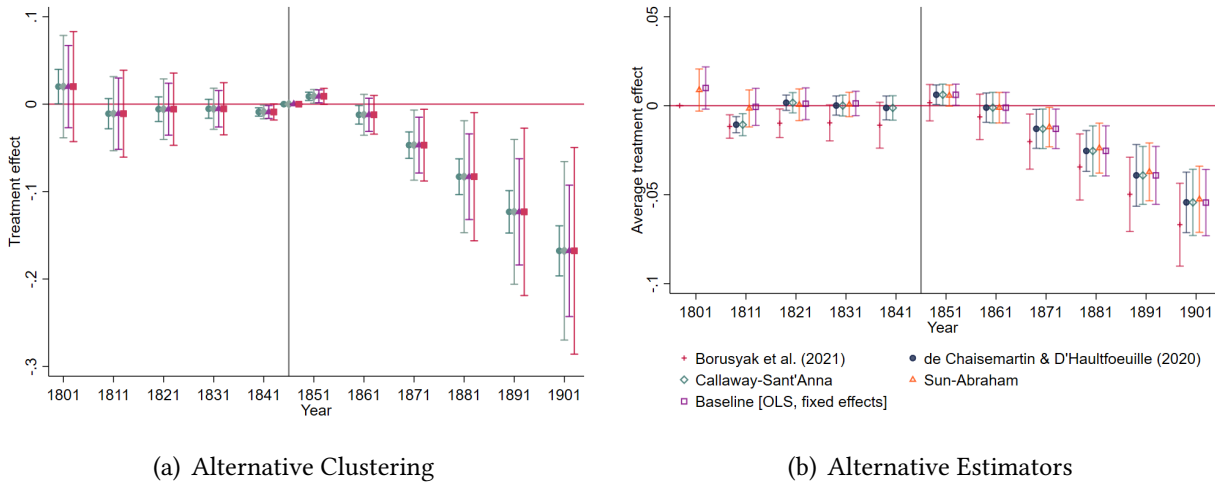 .1
0
-.1
-.2
-.3
Treatment effect
1801 1811 1821 1831 1841 1851 1861 1871 1881 1891 1901
Year
(a) Alternative Clustering
.05
0
-.05
-.1
Average treatment effect
1801 1811 1821 1831 1841 1851 1861 1871 1881 1891 1901
Year
Borusyak et al. (2021) de Chaisemartin & D'Haultfoeuille (2020)
Callaway-Sant'Anna Sun-Abraham
Baseline [OLS, fixed effects]
(b) Alternative Estimators